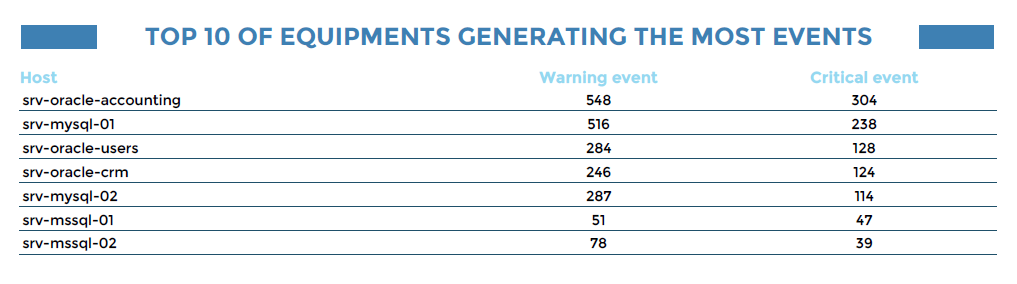 TOP 10 OF EQUIPMENTS GENERATING THE MOST EVENTS
Host Warning event Critical event
srv-oracle-accounting 548 304
srv-mysql-01 516 238
srv-oracle-users 284 128
srv-oracle-crm 246 124
srv-mysql-02 287 114
srv-mssql-01 51 47
srv-mssql-02 78 39